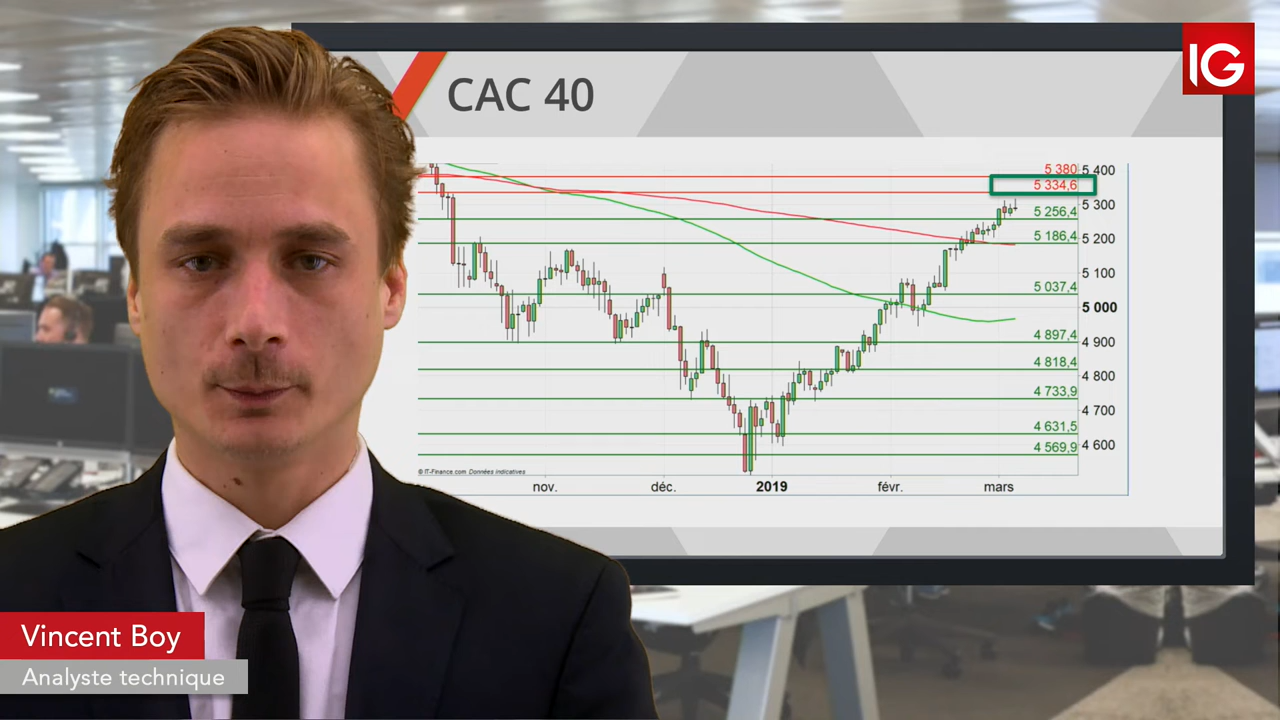 IG
CAC 40
5 380
5 400
5 334,6
5 300
5 256,4
5 186,4
5 200
5 100
5 037,4
5 000
4 897,4
4 900
4 818,4
4 800
4 733,9
4 700
4 631,5
4 600
4 569,9
© IT-Finance.com Données indicatives
nov.
déc.
2019
févr.
mars
Vincent Boy
Analyste technique